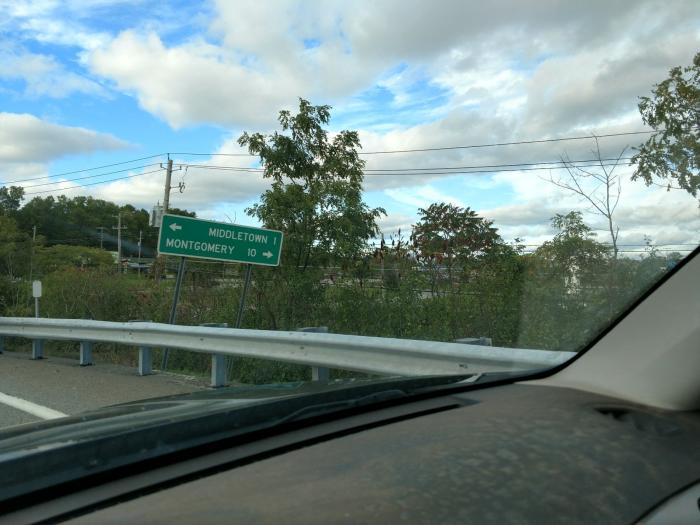 ← MIDDLETOWN 1
MONTGOMERY 10 →